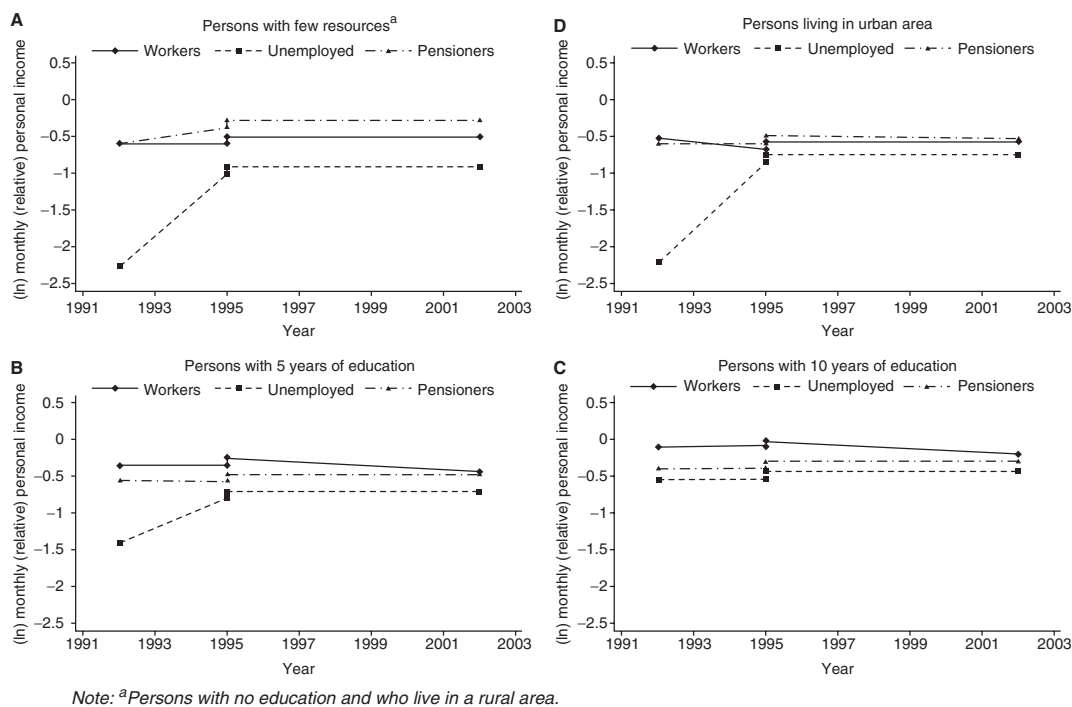 A
Persons with few resourcesa
Workers Unemployed Pensioners
(ln) monthly (relative) personal income
0.5
0
−0.5
−1
−1.5
−2
−2.5
1991 1993 1995 1997 1999 2001 2003
Year
D
Persons living in urban area
Workers Unemployed Pensioners
(ln) monthly (relative) personal income
0.5
0
−0.5
−1
−1.5
−2
−2.5
1991 1993 1995 1997 1999 2001 2003
Year
B
Persons with 5 years of education
Workers Unemployed Pensioners
(ln) monthly (relative) personal income
0.5
0
−0.5
−1
−1.5
−2
−2.5
1991 1993 1995 1997 1999 2001 2003
Year
C
Persons with 10 years of education
Workers Unemployed Pensioners
(ln) monthly (relative) personal income
0.5
0
−0.5
−1
−1.5
−2
−2.5
1991 1993 1995 1997 1999 2001 2003
Year
Note: aPersons with no education and who live in a rural area.